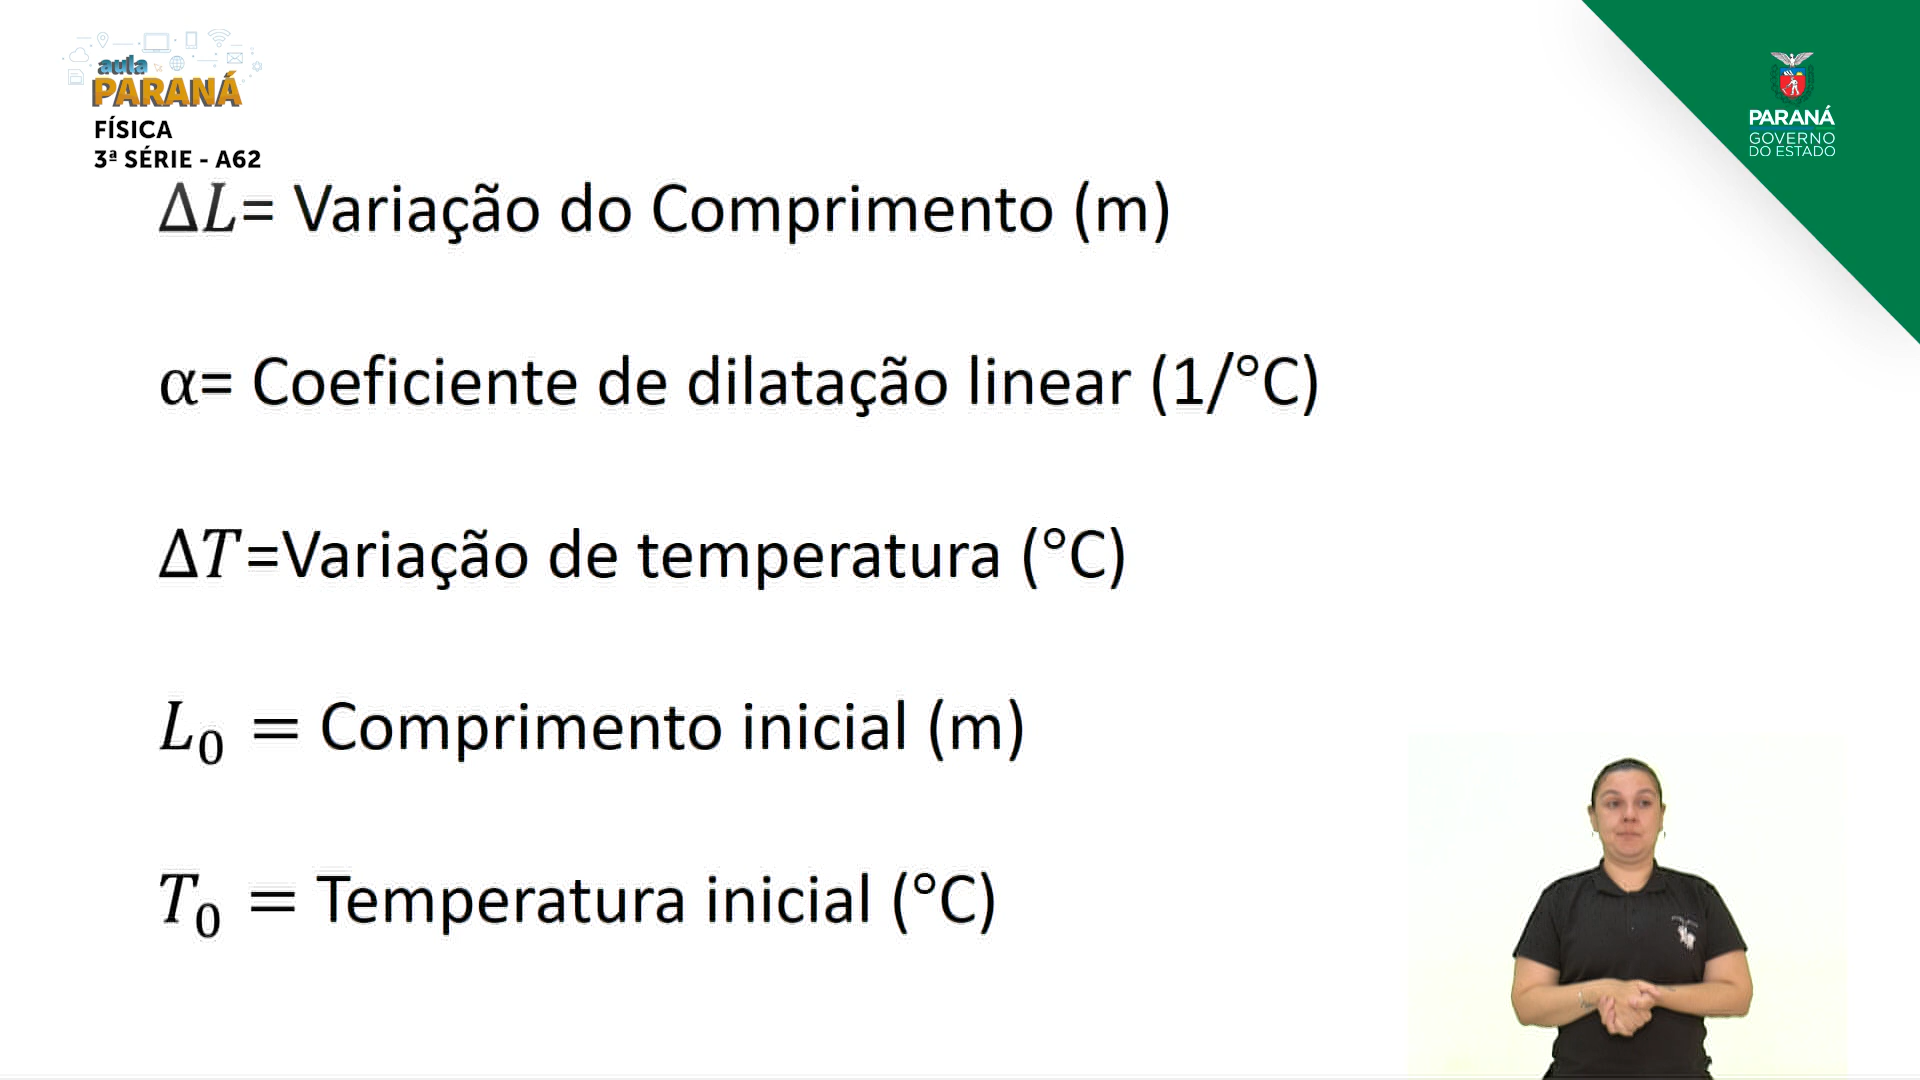 aula
PARANÁ
FÍSICA
3ª SÉRIE - A62
PARANÁ
GOVERNO
DO ESTADO
ΔL= Variação do Comprimento (m)
α= Coeficiente de dilatação linear (1/°C)
ΔT=Variação de temperatura (°C)
L₀ = Comprimento inicial (m)
T₀ = Temperatura inicial (°C)